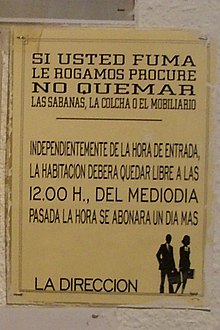 SI USTED FUMA
LE ROGAMOS PROCURE
NO QUEMAR
LAS SABANAS, LA COLCHA O EL MOBILIARIO
INDEPENDIENTEMENTE DE LA HORA DE ENTRADA,
LA HABITACION DEBERA QUEDAR LIBRE A LAS
12.00 H., DEL MEDIODIA
PASADA LA HORA SE ABONARA UN DIA MAS
LA DIRECCION